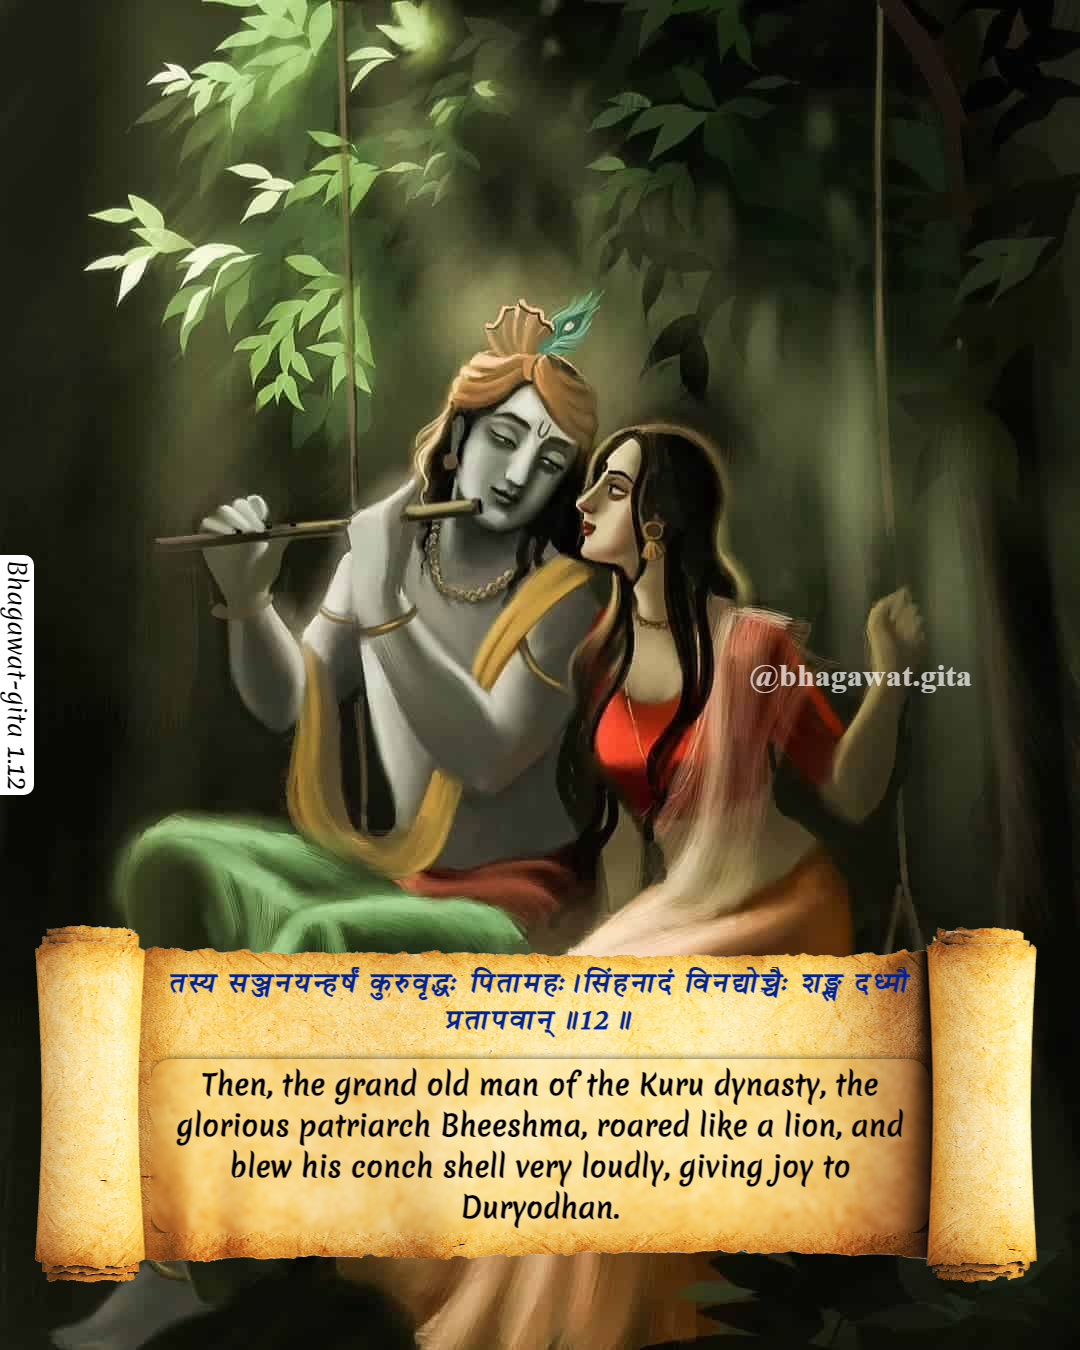 Bhagawat-gita 1.12
@bhagawat.gita
तस्य सञ्जनयन्हर्षं कुरुवृद्धः पितामहः।सिंहनादं विनद्योच्चैः शङ्खं दध्मौ
प्रतापवान् ॥12॥
Then, the grand old man of the Kuru dynasty, the
glorious patriarch Bheeshma, roared like a lion, and
blew his conch shell very loudly, giving joy to
Duryodhan.